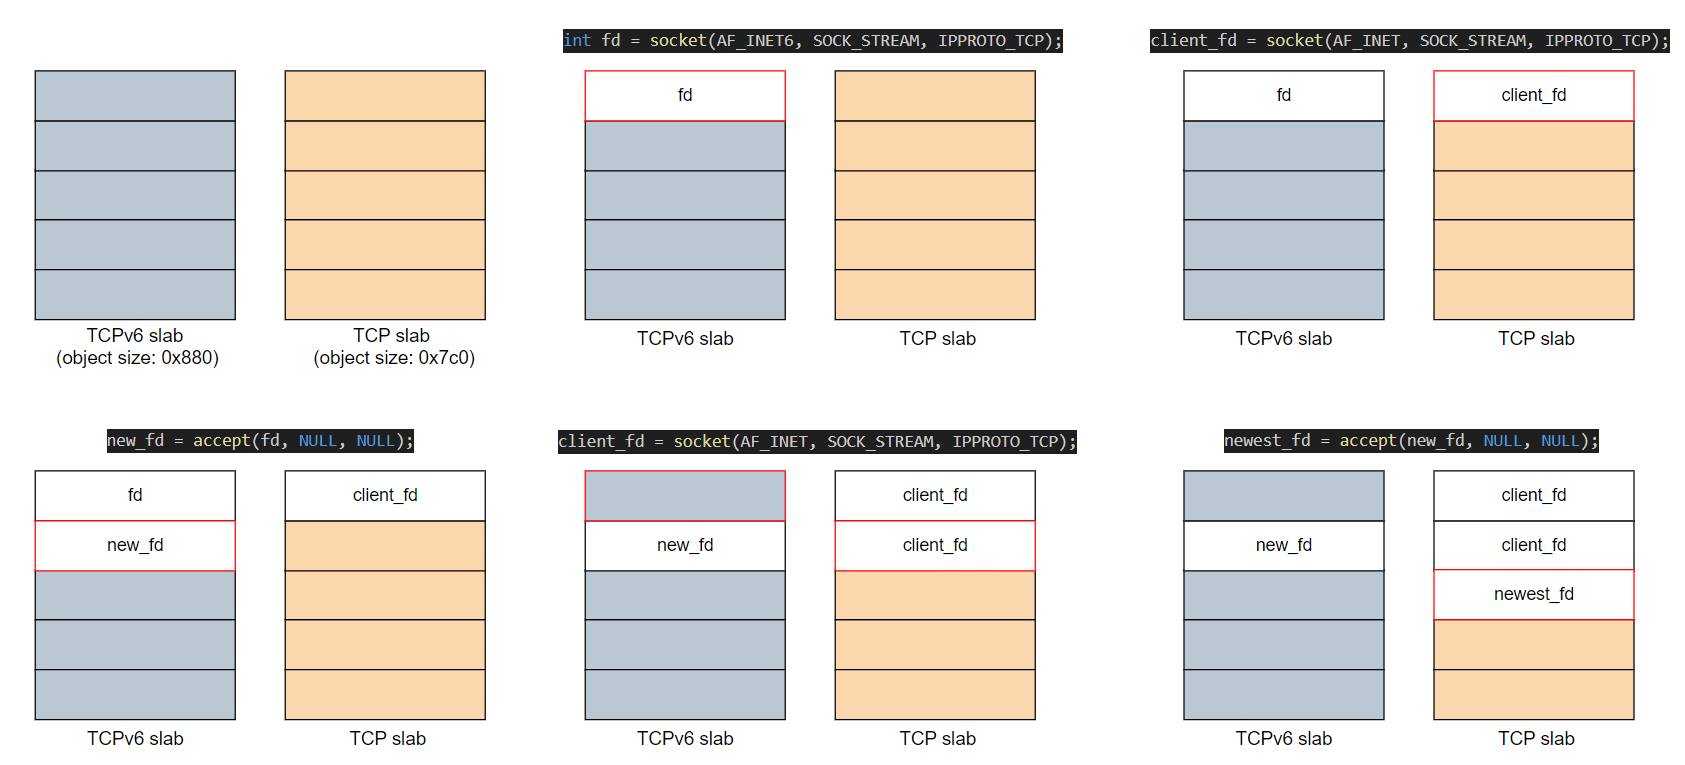 int fd = socket(AF_INET6, SOCK_STREAM, IPPROTO_TCP);
client_fd = socket(AF_INET, SOCK_STREAM, IPPROTO_TCP);
fd
fd
client_fd
TCPv6 slab
(object size: 0x880)
TCP slab
(object size: 0x7c0)
TCPv6 slab
TCP slab
TCPv6 slab
TCP slab
new_fd = accept(fd, NULL, NULL);
client_fd = socket(AF_INET, SOCK_STREAM, IPPROTO_TCP);
newest_fd = accept(new_fd, NULL, NULL);
fd
client_fd
client_fd
client_fd
new_fd
new_fd
client_fd
new_fd
client_fd
newest_fd
TCPv6 slab
TCP slab
TCPv6 slab
TCP slab
TCPv6 slab
TCP slab